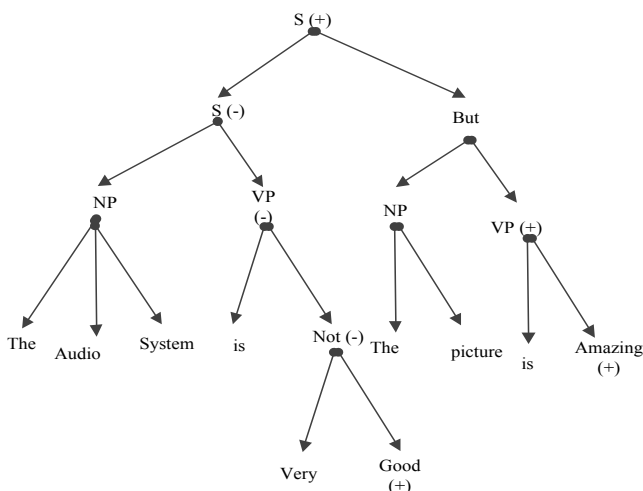 S (+)
S (-)
But
NP
VP
(-)
NP
VP (+)
The
Audio
System
is
Not (-)
The
picture
is
Amazing
(+)
Very
Good
(+)